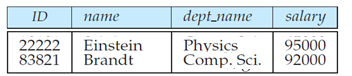 ID name dept_name salary
22222 Einstein Physics 95000
83821 Brandt Comp. Sci. 92000